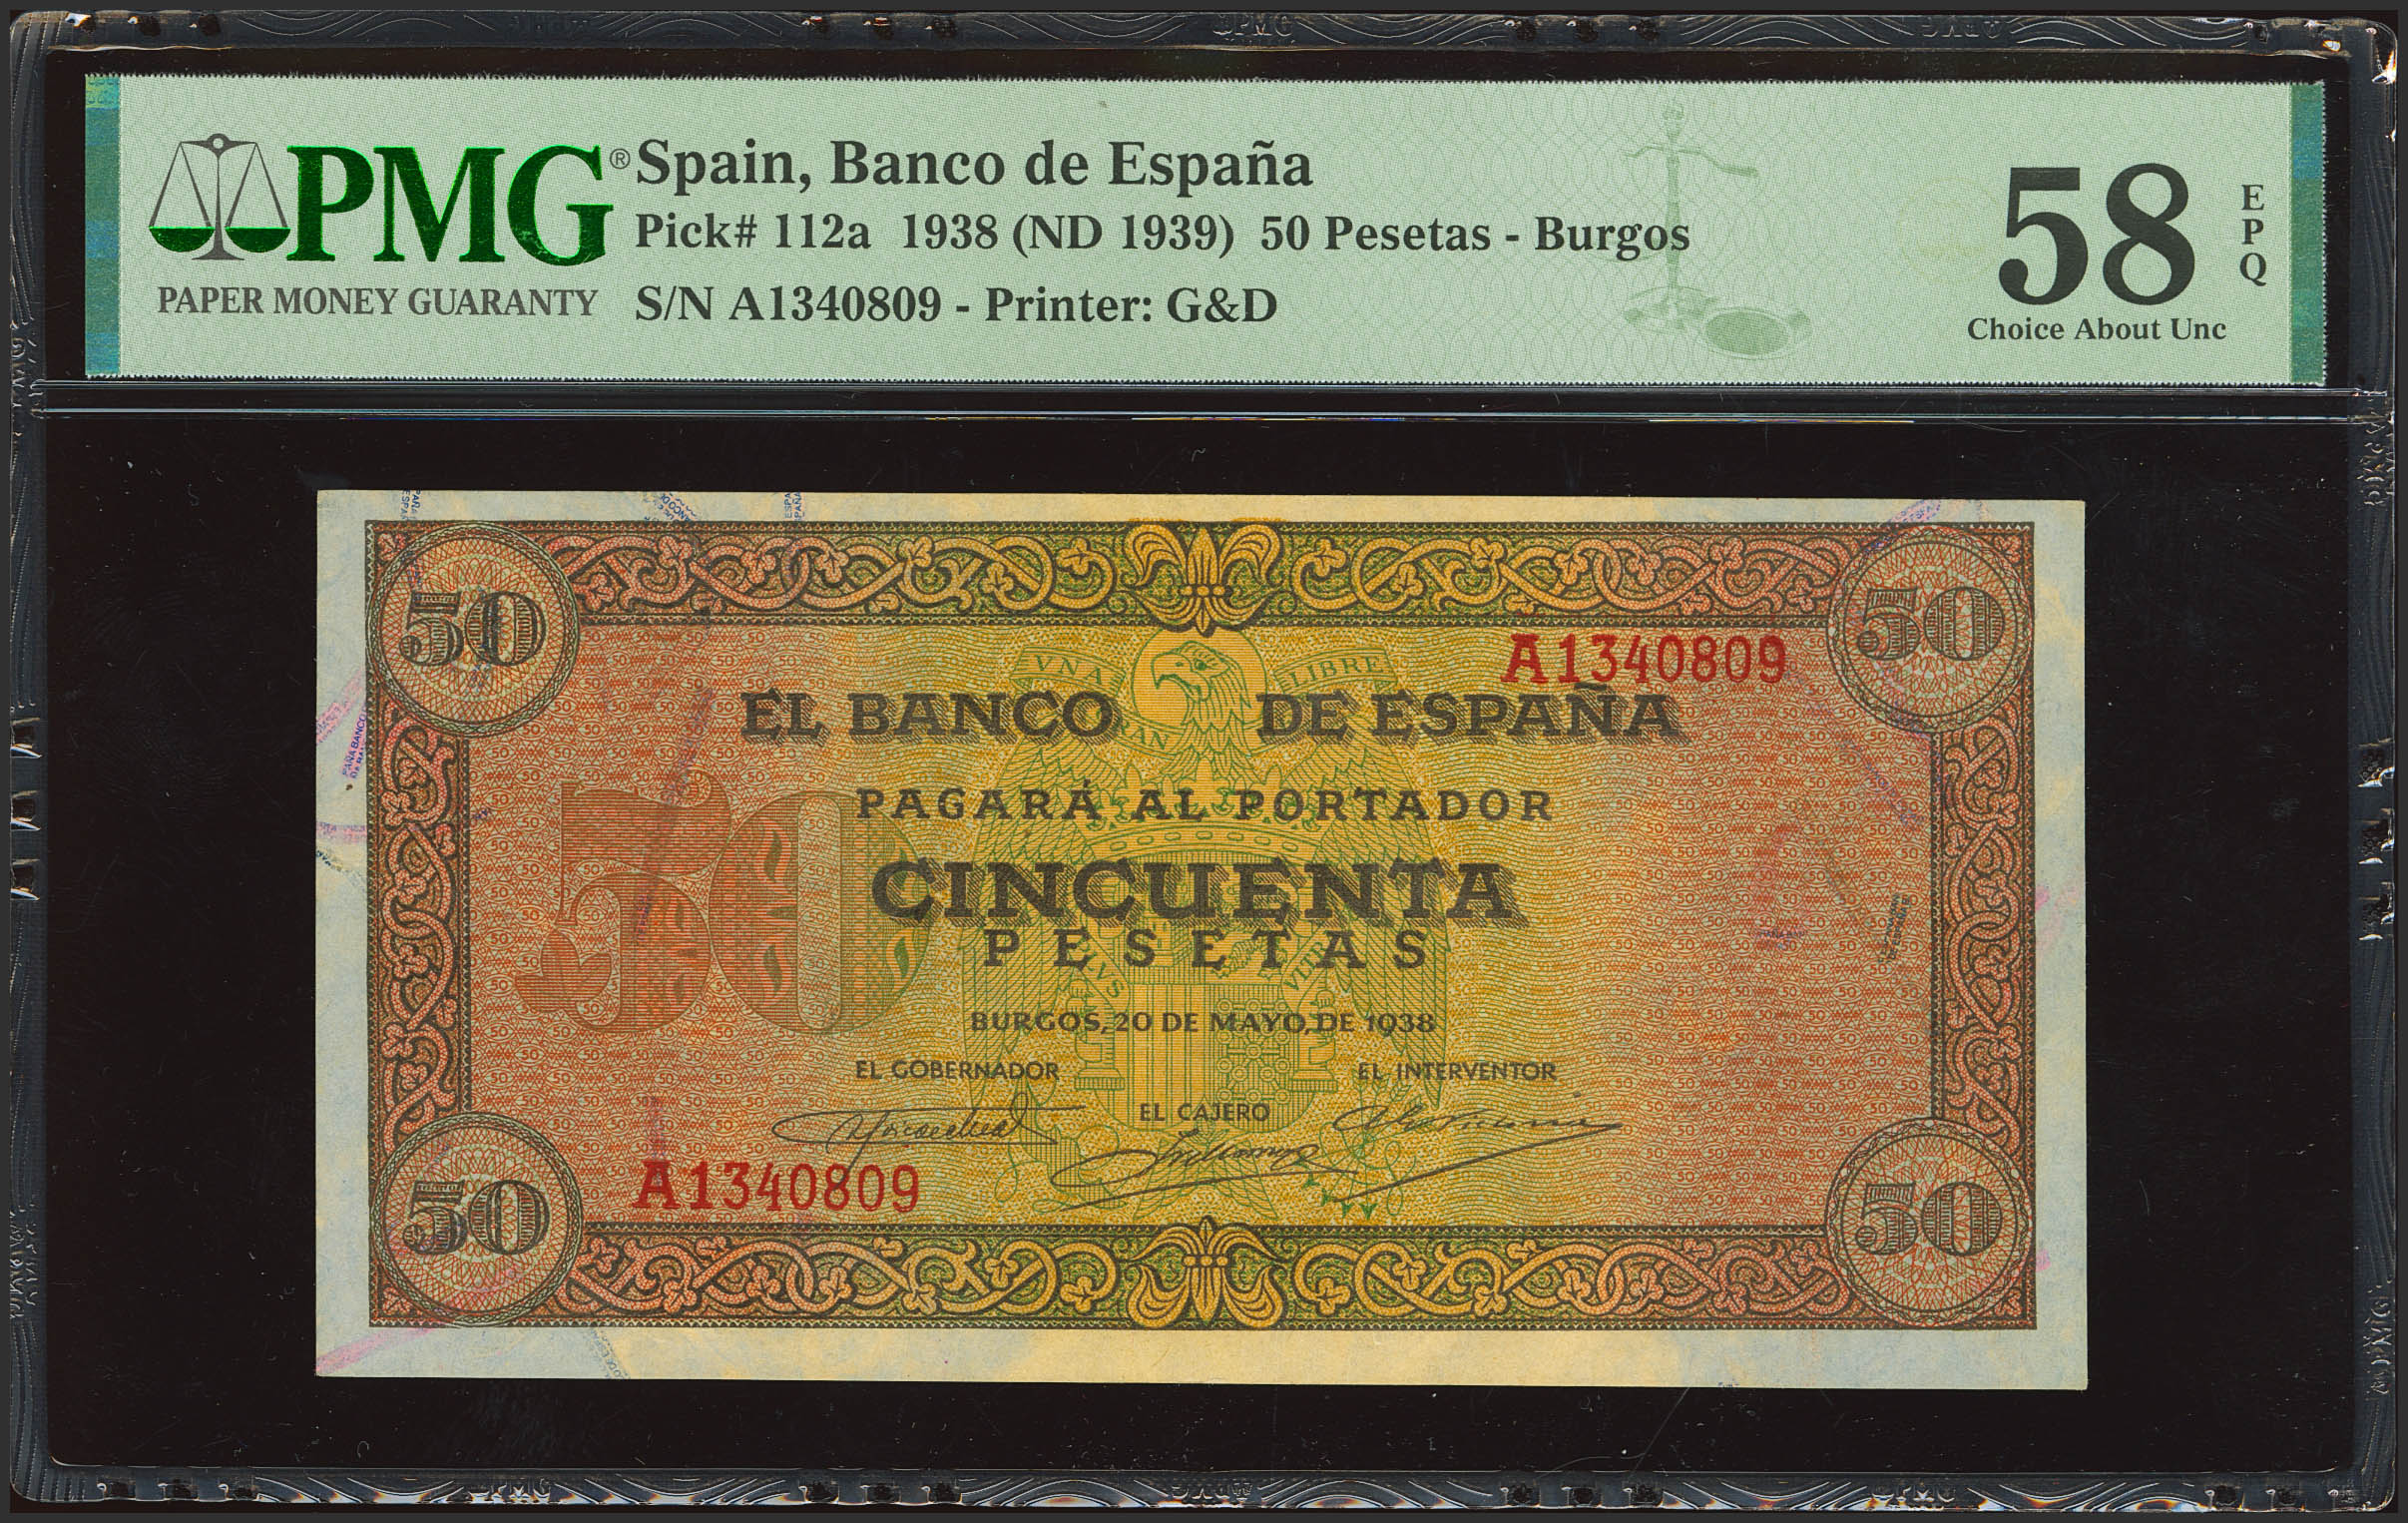 PMG® Spain, Banco de España
Pick# 112a 1938 (ND 1939) 50 Pesetas - Burgos
PAPER MONEY GUARANTY S/N A1340809 - Printer: G&D
58
EPQ
Choice About Unc
50 50
A1340809
VNA LIBRE
EL BANCO DE ESPAÑA
PAGARÁ AL PORTADOR
50
CINCUENTA
PESETAS
BURGOS, 20 DE MAYO, DE 1938
EL GOBERNADOR EL INTERVENTOR
EL CAJERO
A1340809
50 50